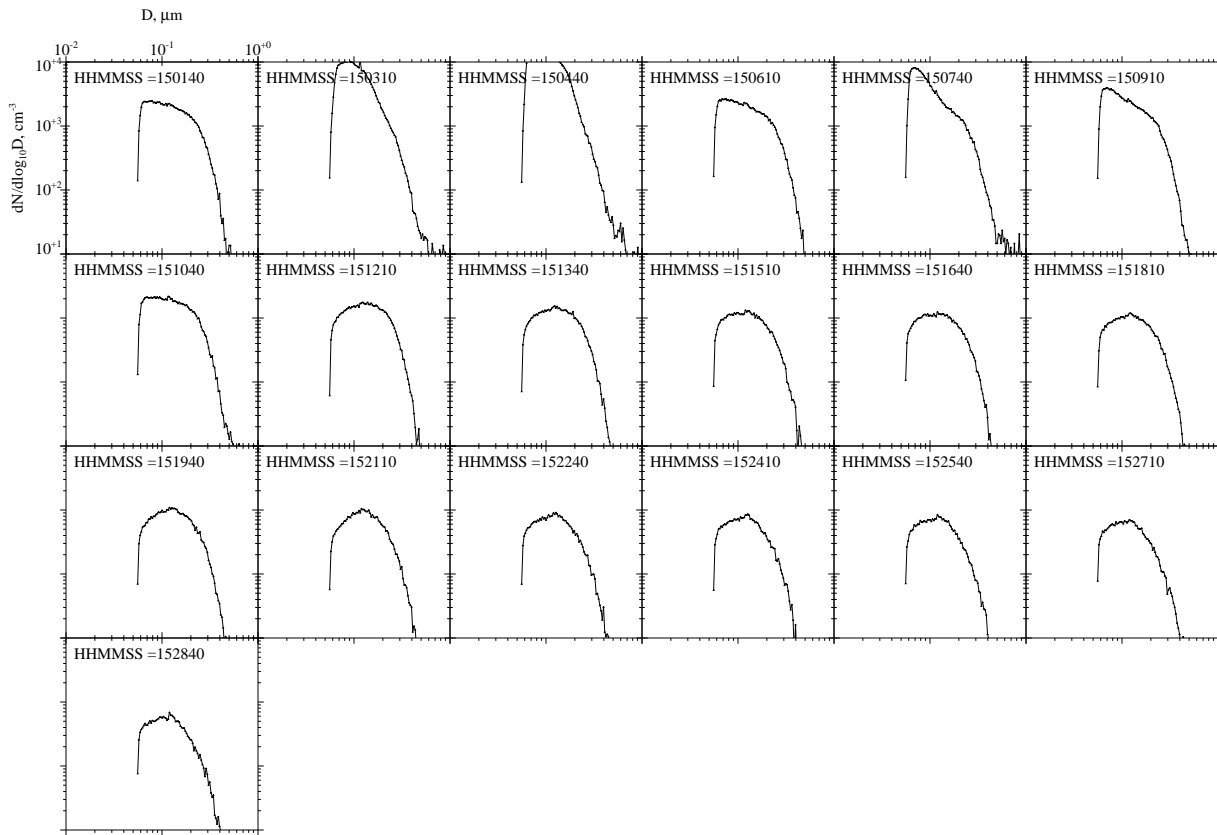 D, μm
10⁻² 10⁻¹ 10⁺⁰
10⁺⁴
10⁺³
10⁺²
10⁺¹
dN/dlog₁₀D, cm⁻³
HHMMSS =150140 HHMMSS =150310 HHMMSS =150440 HHMMSS =150610 HHMMSS =150740 HHMMSS =150910
HHMMSS =151040 HHMMSS =151210 HHMMSS =151340 HHMMSS =151510 HHMMSS =151640 HHMMSS =151810
HHMMSS =151940 HHMMSS =152110 HHMMSS =152240 HHMMSS =152410 HHMMSS =152540 HHMMSS =152710
HHMMSS =152840